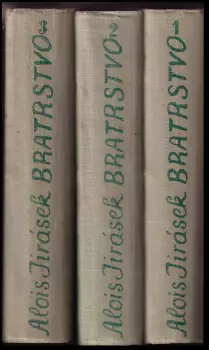 Alois Jirásek BRATRSTVO 3
Alois Jirásek BRATRSTVO 2
Alois Jirásek BRATRSTVO 1